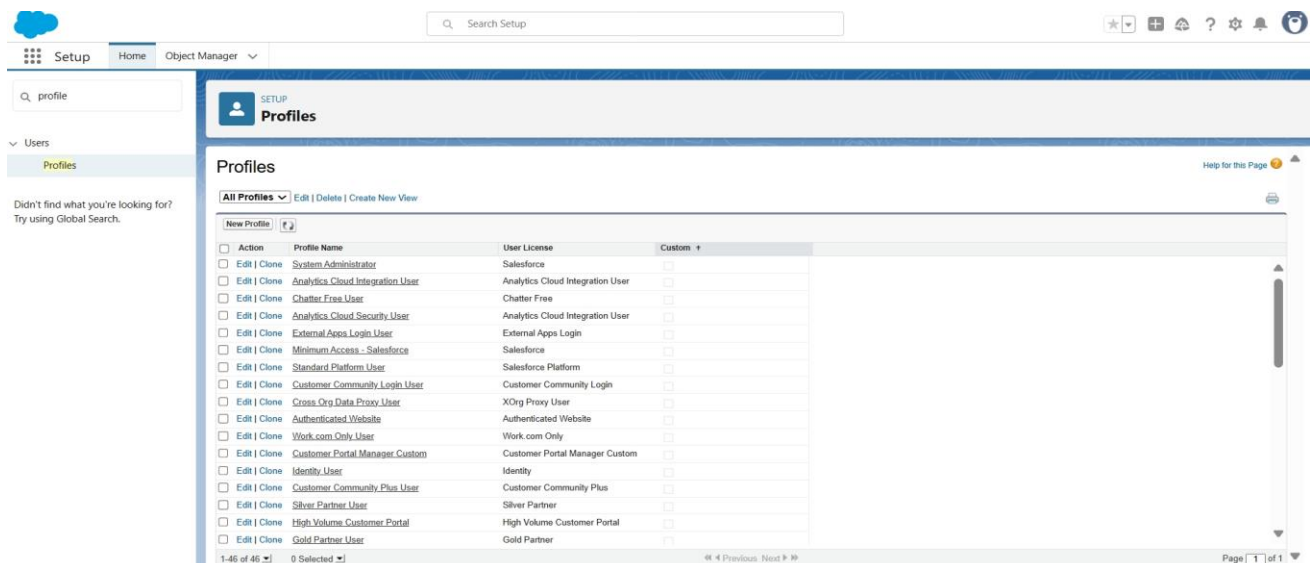 Search Setup
Setup Home Object Manager
profile
SETUP
Profiles
Users
Profiles
Didn't find what you're looking for?
Try using Global Search.
Profiles
Help for this Page
All Profiles Edit | Delete | Create New View
New Profile
Action Profile Name User License Custom +
Edit | Clone System Administrator Salesforce
Edit | Clone Analytics Cloud Integration User Analytics Cloud Integration User
Edit | Clone Chatter Free User Chatter Free
Edit | Clone Analytics Cloud Security User Analytics Cloud Integration User
Edit | Clone External Apps Login User External Apps Login
Edit | Clone Minimum Access - Salesforce Salesforce
Edit | Clone Standard Platform User Salesforce Platform
Edit | Clone Customer Community Login User Customer Community Login
Edit | Clone Cross Org Data Proxy User XOrg Proxy User
Edit | Clone Authenticated Website Authenticated Website
Edit | Clone Work.com Only User Work.com Only
Edit | Clone Customer Portal Manager Custom Customer Portal Manager Custom
Edit | Clone Identity User Identity
Edit | Clone Customer Community Plus User Customer Community Plus
Edit | Clone Silver Partner User Silver Partner
Edit | Clone High Volume Customer Portal High Volume Customer Portal
Edit | Clone Gold Partner User Gold Partner
1-46 of 46 0 Selected Previous Next Page 1 of 1